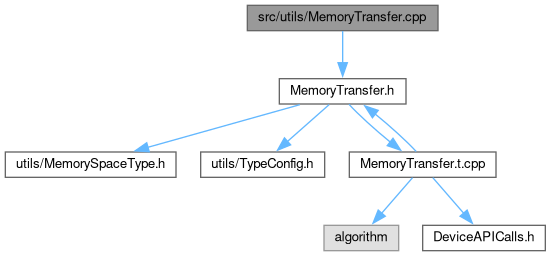 src/utils/MemoryTransfer.cpp
MemoryTransfer.h
utils/MemorySpaceType.h
utils/TypeConfig.h
MemoryTransfer.t.cpp
algorithm
DeviceAPICalls.h